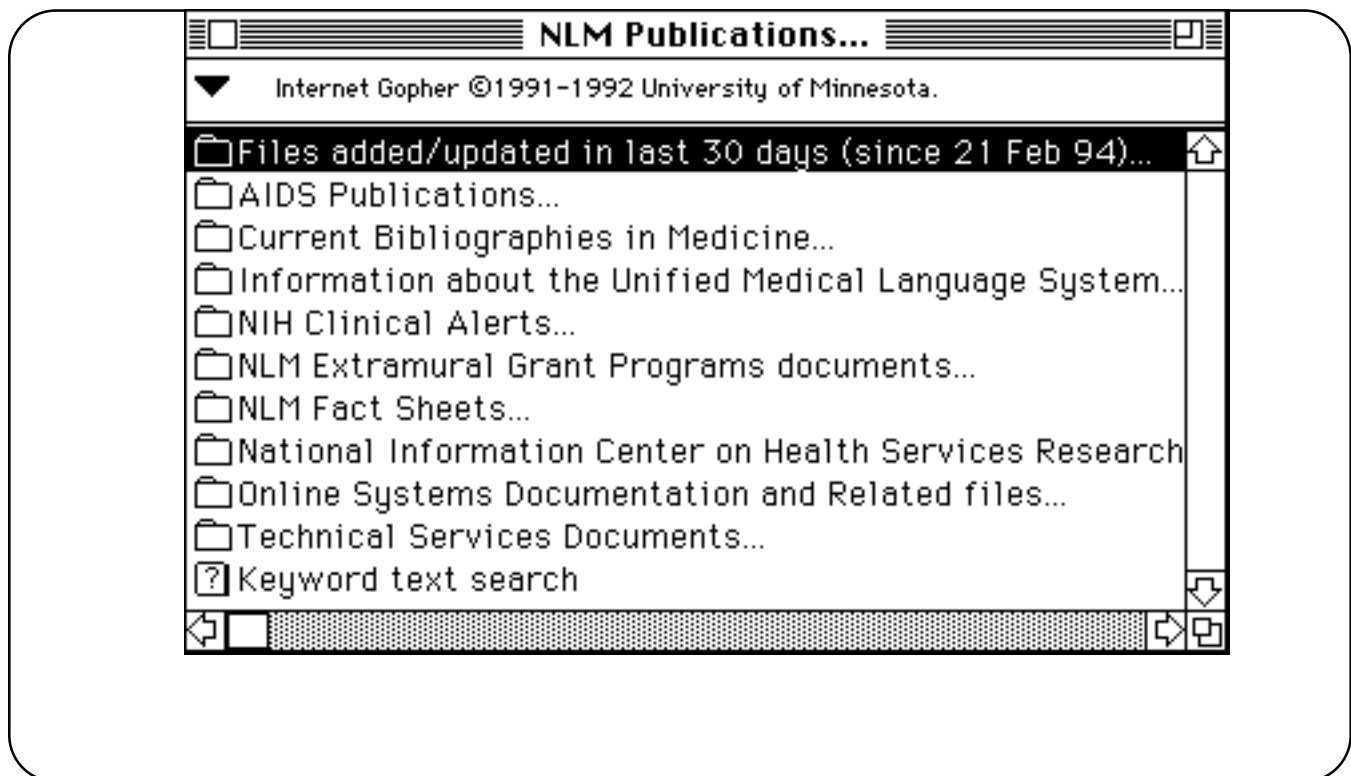 NLM Publications...
Internet Gopher ©1991-1992 University of Minnesota.
Files added/updated in last 30 days (since 21 Feb 94)...
AIDS Publications...
Current Bibliographies in Medicine...
Information about the Unified Medical Language System...
NIH Clinical Alerts...
NLM Extramural Grant Programs documents...
NLM Fact Sheets...
National Information Center on Health Services Research
Online Systems Documentation and Related files...
Technical Services Documents...
? Keyword text search